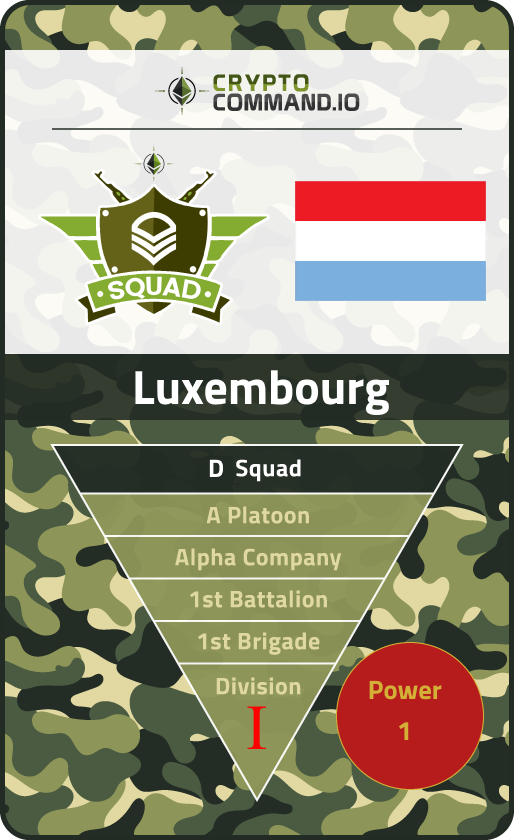 CRYPTO
COMMAND.IO
SQUAD
Luxembourg
D Squad
A Platoon
Alpha Company
1st Battalion
1st Brigade
Division
I
Power
1